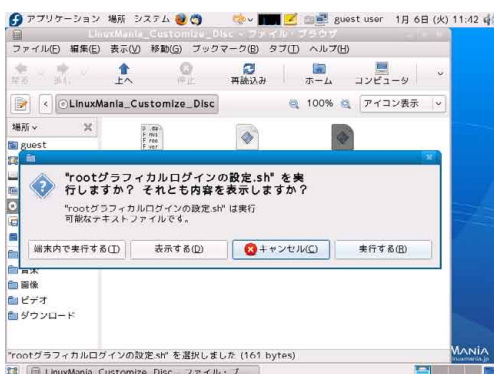 アプリケーション 場所 システム guest user 1月 6日 (火) 11:42
LinuxMania_Customize_Disc - ファイル・ブラウザ
ファイル(F) 編集(E) 表示(V) 移動(G) ブックマーク(B) タブ(T) ヘルプ(H)
戻る 進む 上へ 停止 再読込み ホーム コンピュータ
LinuxMania_Customize_Disc 100% アイコン表示
場所
guest
"rootグラフィカルログインの設定.sh" を実
行しますか? それとも内容を表示しますか?
"rootグラフィカルログインの設定.sh" は実行
可能なテキストファイルです。
端末内で実行する(T) 表示する(D) キャンセル(C) 実行する(R)
音楽
画像
ビデオ
ダウンロード
"rootグラフィカルログインの設定.sh" を選択しました (161 bytes)
LinuxMania_Customize_Disc - ファイル・ブ